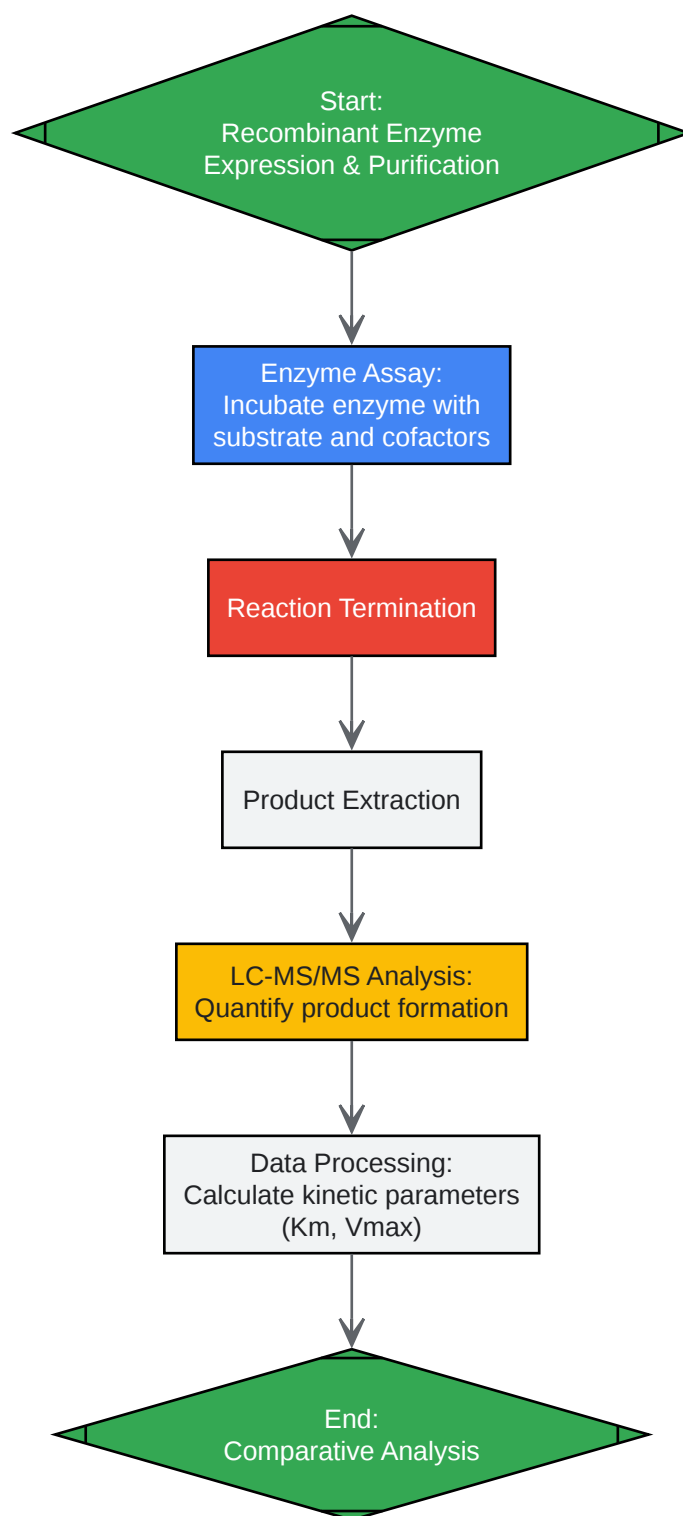 Start:
Recombinant Enzyme
Expression & Purification
Enzyme Assay:
Incubate enzyme with
substrate and cofactors
Reaction Termination
Product Extraction
LC-MS/MS Analysis:
Quantify product formation
Data Processing:
Calculate kinetic parameters
(Km, Vmax)
End:
Comparative Analysis